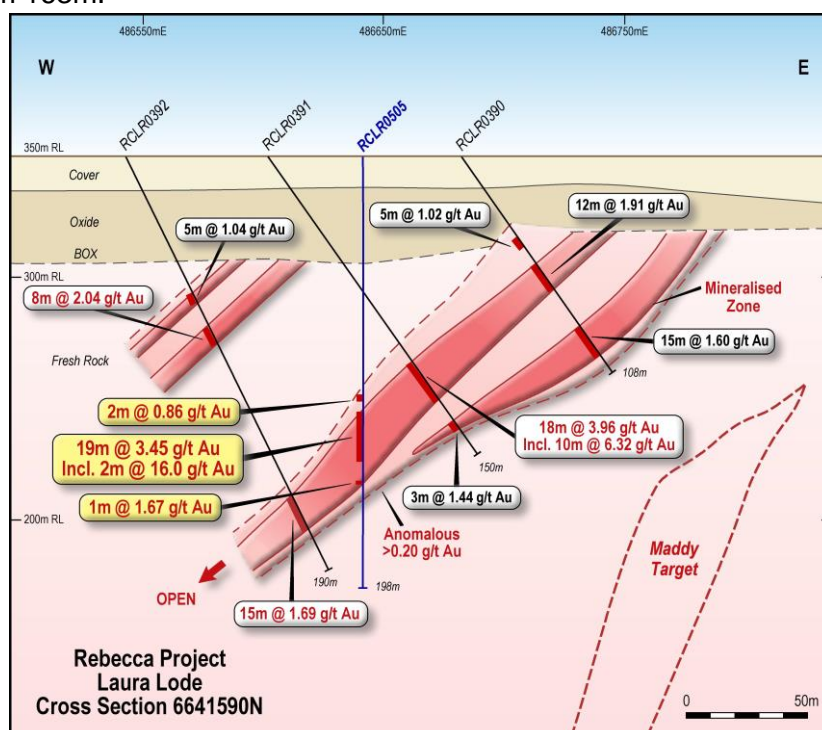 486550mE
486650mE
486750mE
W
E
RCLR0392
RCLR0391
RCLR0505
RCLR0390
350m RL
Cover
Oxide
BOX
5m @ 1.04 g/t Au
5m @ 1.02 g/t Au
12m @ 1.91 g/t Au
300m RL
8m @ 2.04 g/t Au
Mineralised
Zone
Fresh Rock
15m @ 1.60 g/t Au
108m
2m @ 0.86 g/t Au
19m @ 3.45 g/t Au
Incl. 2m @ 16.0 g/t Au
18m @ 3.96 g/t Au
Incl. 10m @ 6.32 g/t Au
150m
1m @ 1.67 g/t Au
3m @ 1.44 g/t Au
200m RL
Anomalous
>0.20 g/t Au
Maddy
Target
OPEN
190m
198m
15m @ 1.69 g/t Au
Rebecca Project
Laura Lode
Cross Section 6641590N
0
50m